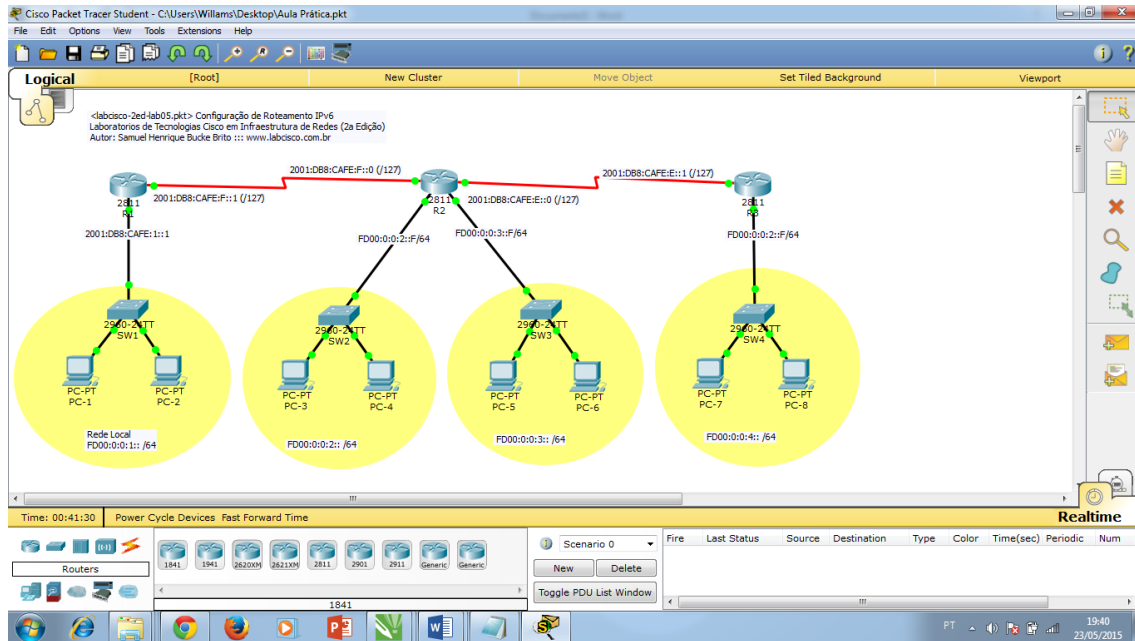 Cisco Packet Tracer Student - C:\Users\Willams\Desktop\Aula Prática.pkt
File Edit Options View Tools Extensions Help
Logical [Root] New Cluster Move Object Set Tiled Background Viewport
<labcisco-2ed-lab05.pkt> Configuração de Roteamento IPv6
Laboratorios de Tecnologias Cisco em Infraestrutura de Redes (2a Edição)
Autor: Samuel Henrique Bucke Brito ::: www.labcisco.com.br
2001:DB8:CAFE:F::0 (/127)
2001:DB8:CAFE:E::1 (/127)
2001:DB8:CAFE:F::1 (/127)
2001:DB8:CAFE:E::0 (/127)
2811
R1
2811
R2
2811
R3
2001:DB8:CAFE:1::1
FD00:0:0:2::F/64
FD00:0:0:3::F/64
FD00:0:0:2::F/64
2960-24TT
SW1
2960-24TT
SW2
2960-24TT
SW3
2960-24TT
SW4
PC-PT
PC-1
PC-PT
PC-2
PC-PT
PC-3
PC-PT
PC-4
PC-PT
PC-5
PC-PT
PC-6
PC-PT
PC-7
PC-PT
PC-8
Rede Local
FD00:0:0:1:: /64
FD00:0:0:2:: /64
FD00:0:0:3:: /64
FD00:0:0:4:: /64
Time: 00:41:30 Power Cycle Devices Fast Forward Time
Realtime
Routers
1841 1941 2620XM 2621XM 2811 2901 2911 Generic Generic
1841
Scenario 0
New Delete
Toggle PDU List Window
Fire Last Status Source Destination Type Color Time(sec) Periodic Num
PT
19:40
23/05/2015